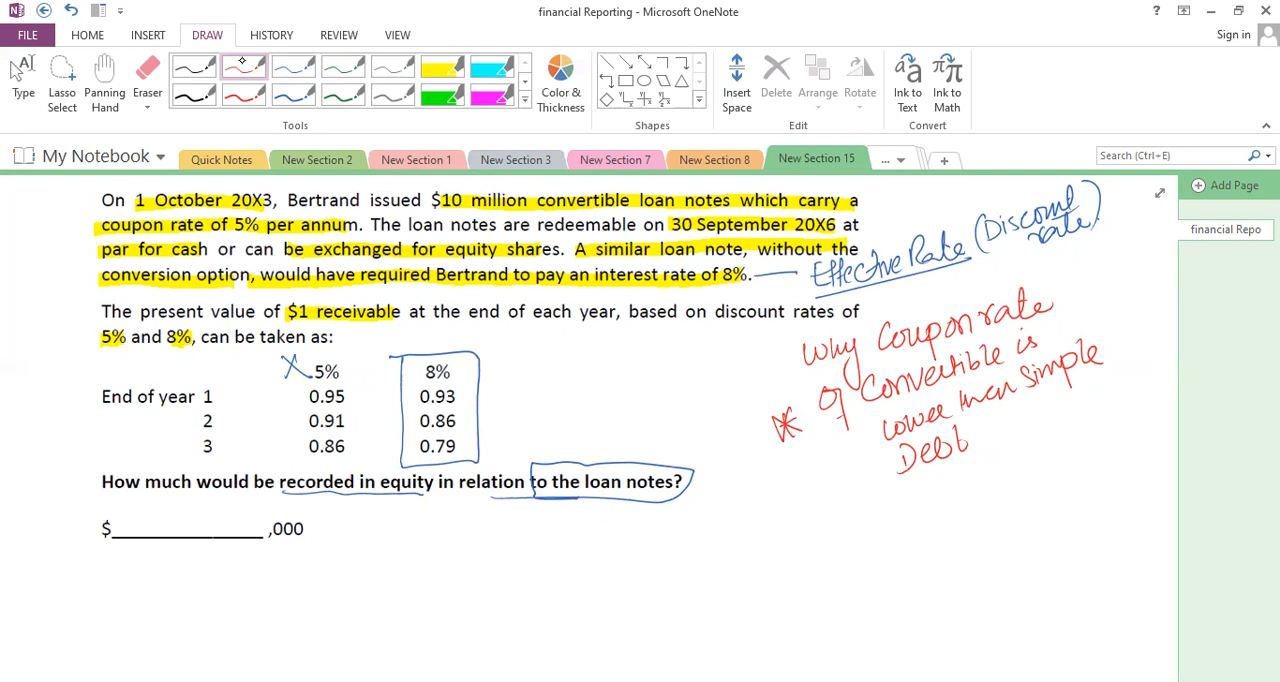 financial Reporting - Microsoft OneNote
?
FILE HOME INSERT DRAW HISTORY REVIEW VIEW
Sign in
Type
Lasso Select
Panning Hand
Eraser
Color & Thickness
Insert Space
Delete
Arrange
Rotate
Ink to Text
Ink to Math
Tools
Shapes
Edit
Convert
My Notebook
Quick Notes
New Section 2
New Section 1
New Section 3
New Section 7
New Section 8
New Section 15
...
Search (Ctrl+E)
Add Page
financial Repo
On 1 October 20X3, Bertrand issued $10 million convertible loan notes which carry a
coupon rate of 5% per annum. The loan notes are redeemable on 30 September 20X6 at
par for cash or can be exchanged for equity shares. A similar loan note, without the
conversion option, would have required Bertrand to pay an interest rate of 8%.
Effective Rate (Discount
rate)
The present value of $1 receivable at the end of each year, based on discount rates of
5% and 8%, can be taken as:
X 5% 8%
End of year 1 0.95 0.93
2 0.91 0.86
3 0.86 0.79
Why Coupon rate
of Convertible is
lower than simple
Debt
How much would be recorded in equity in relation to the loan notes?
$______________ ,000